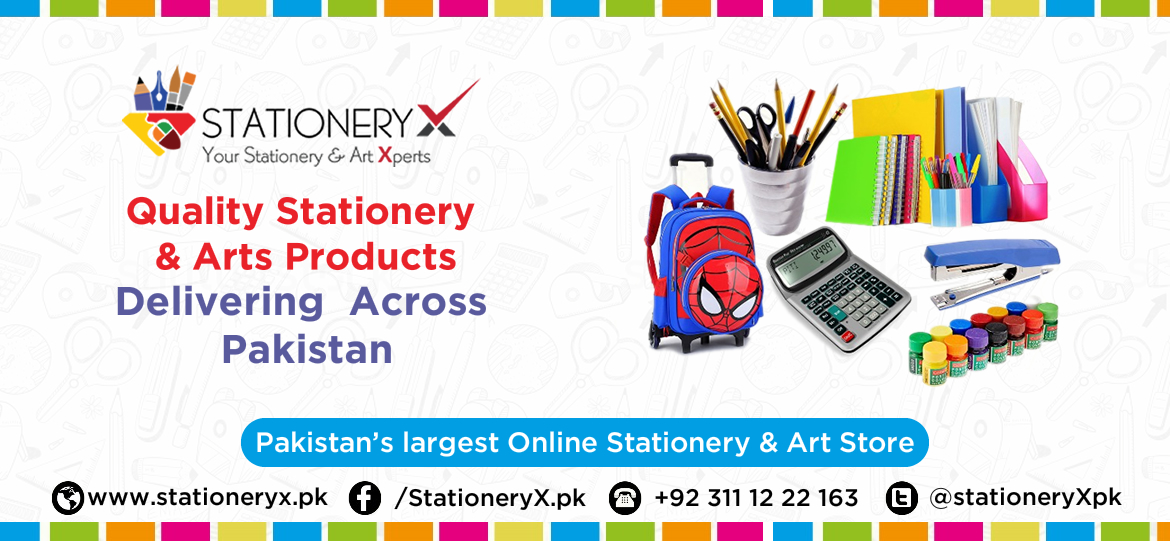 STATIONERY X
Your Stationery & Art Xperts
Quality Stationery
& Arts Products
Delivering Across
Pakistan
Pakistan's largest Online Stationery & Art Store
www.stationeryx.pk
/StationeryX.pk
+92 311 12 22 163
@stationeryXpk